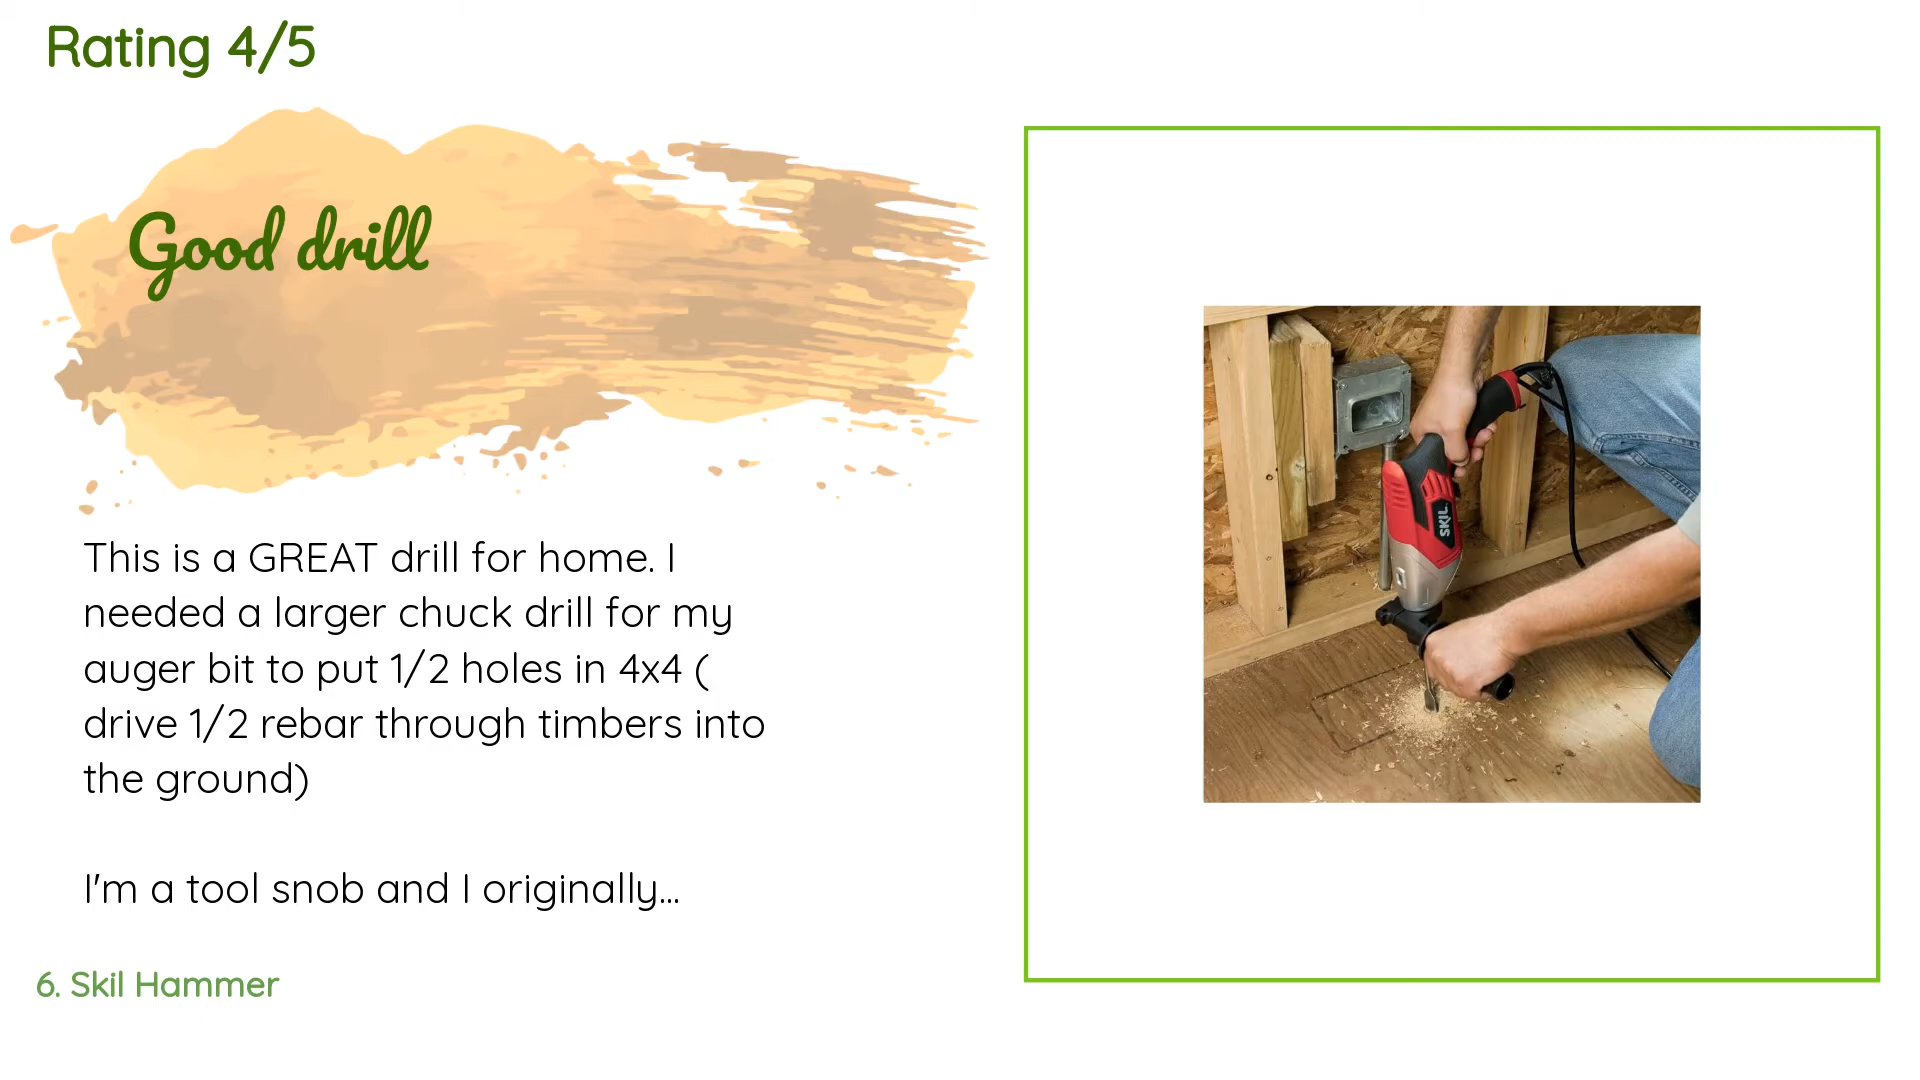 Rating 4/5
Good drill
This is a GREAT drill for home. I
needed a larger chuck drill for my
auger bit to put 1/2 holes in 4x4 (
drive 1/2 rebar through timbers into
the ground)
I'm a tool snob and I originally...
6. Skil Hammer
SKIL